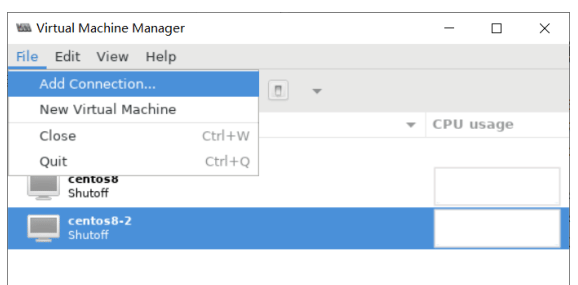 Virtual Machine Manager
File Edit View Help
Add Connection...
New Virtual Machine
CPU usage
Close Ctrl+W
Quit Ctrl+Q
centos8
Shutoff
centos8-2
Shutoff